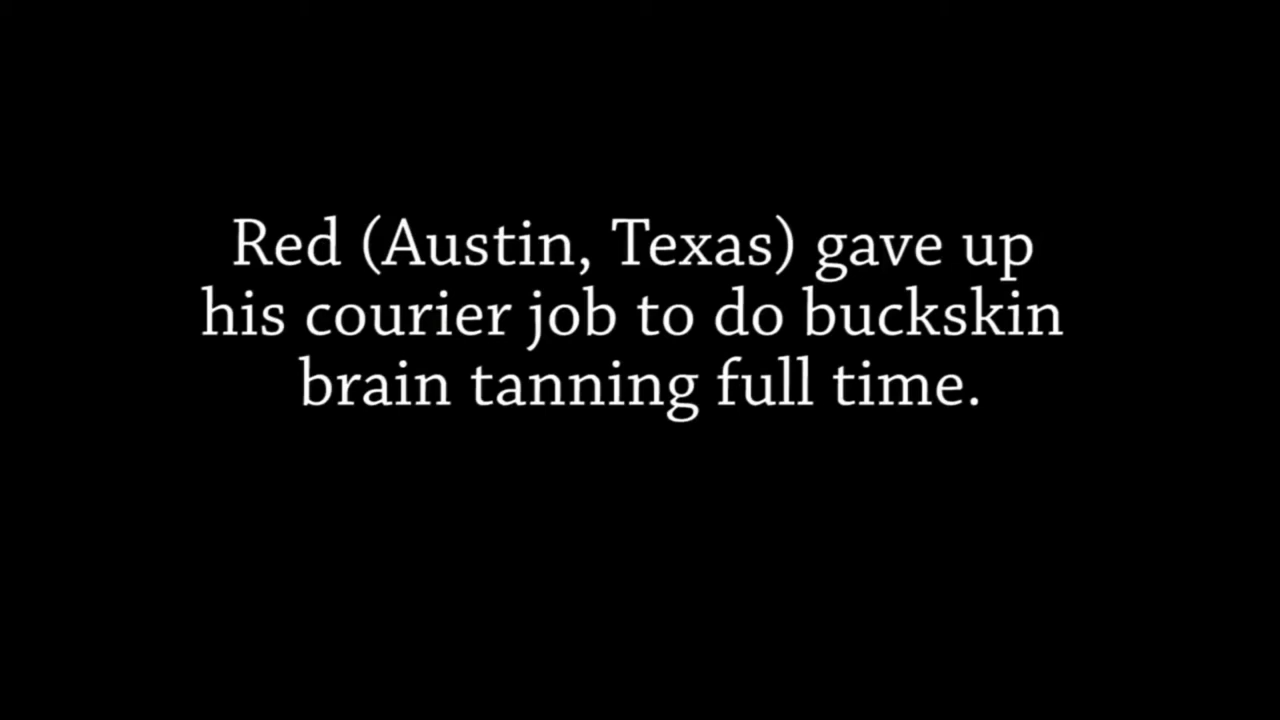 Red (Austin, Texas) gave up
his courier job to do buckskin
brain tanning full time.